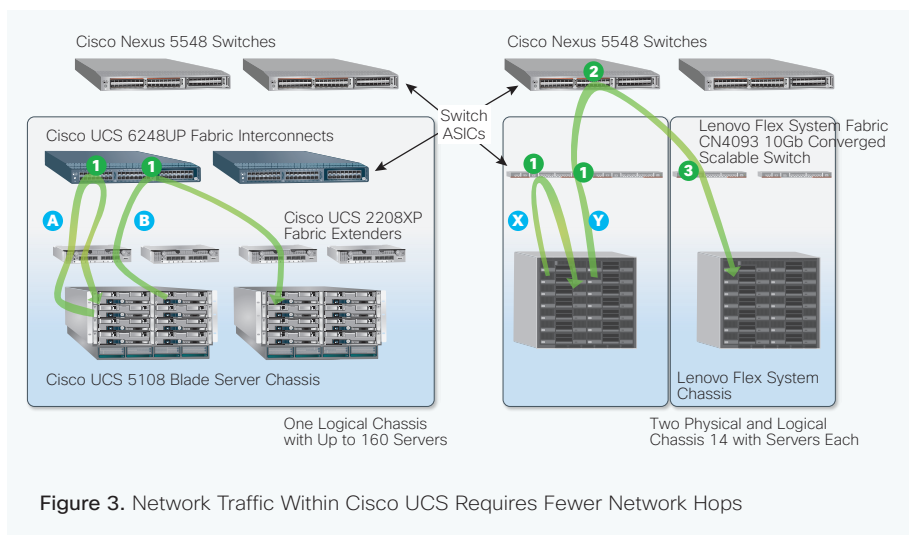 Cisco Nexus 5548 Switches
Cisco Nexus 5548 Switches
2
Switch
ASICs
Cisco UCS 6248UP Fabric Interconnects
1
1
A
B
Cisco UCS 2208XP
Fabric Extenders
Cisco UCS 5108 Blade Server Chassis
One Logical Chassis
with Up to 160 Servers
Lenovo Flex System Fabric
CN4093 10Gb Converged
Scalable Switch
1
1
3
X
Y
Lenovo Flex System
Chassis
Two Physical and Logical
Chassis 14 with Servers Each
Figure 3. Network Traffic Within Cisco UCS Requires Fewer Network Hops